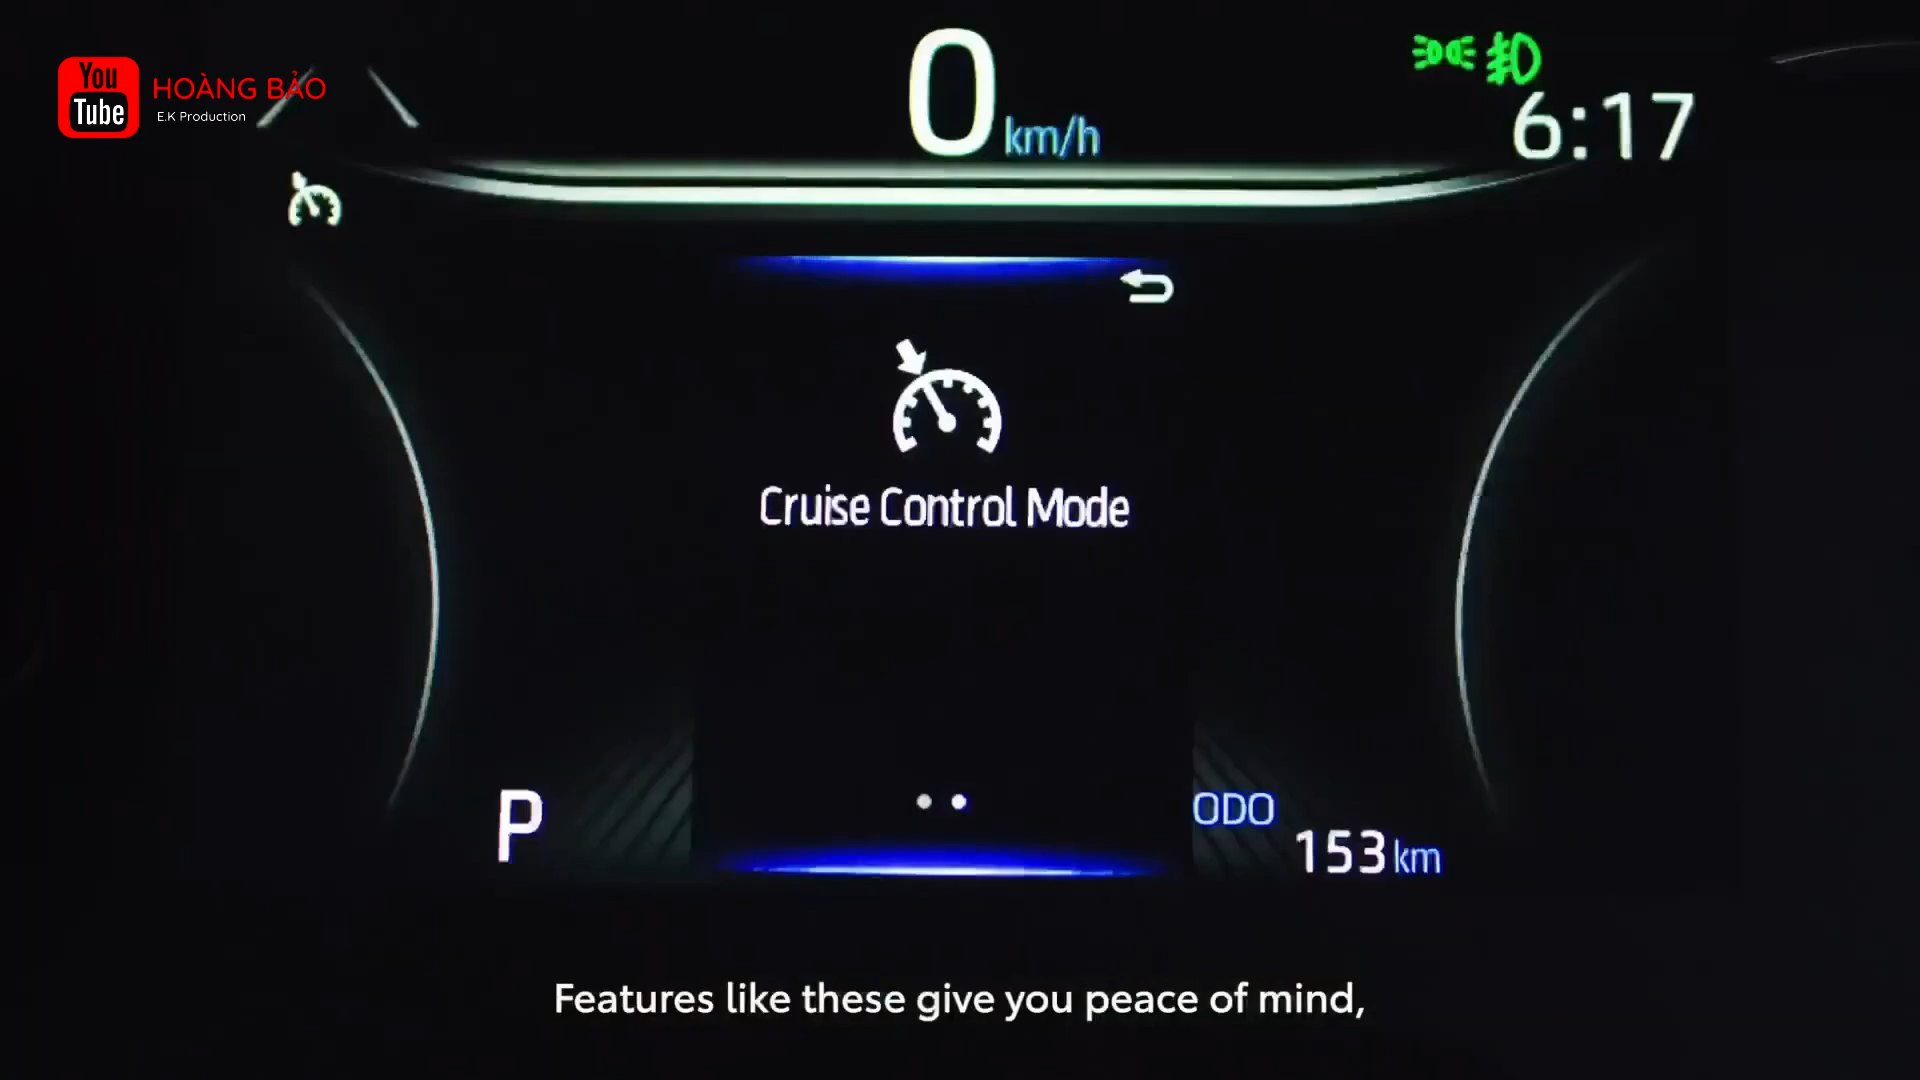 You
Tube
HOÀNG BẢO
E.K Production
0 km/h
6:17
Cruise Control Mode
P
ODO
153 km
Features like these give you peace of mind,